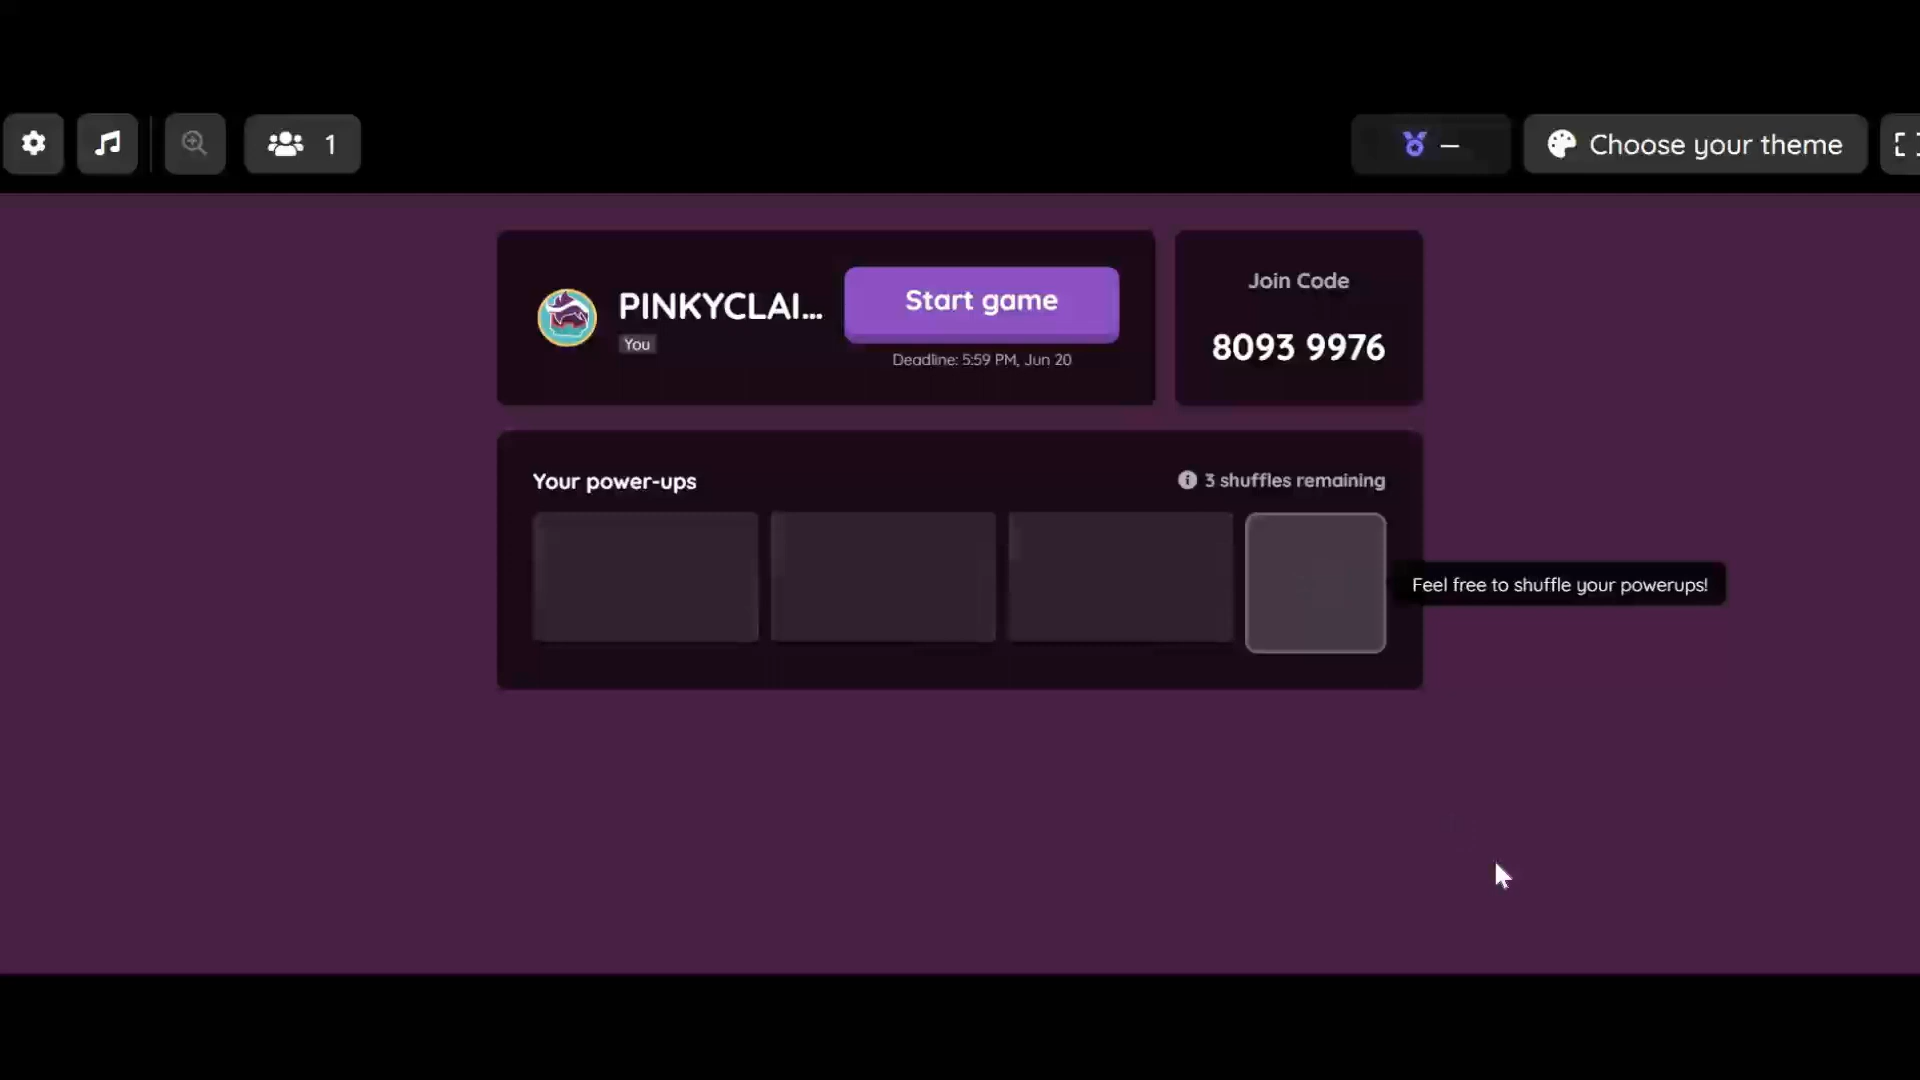 1
—
Choose your theme
PINKYCLAI...
You
Start game
Deadline: 5:59 PM, Jun 20
Join Code
8093 9976
Your power-ups
3 shuffles remaining
Feel free to shuffle your powerups!